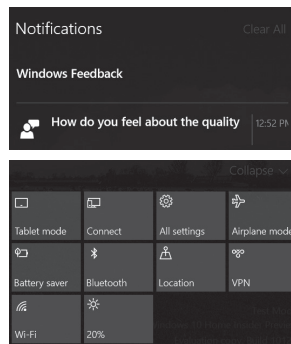 Notifications Clear All
Windows Feedback
How do you feel about the quality 12:52 PM
Collapse
Tablet mode Connect All settings Airplane mode
Battery saver Bluetooth Location VPN
Wi-Fi 20%